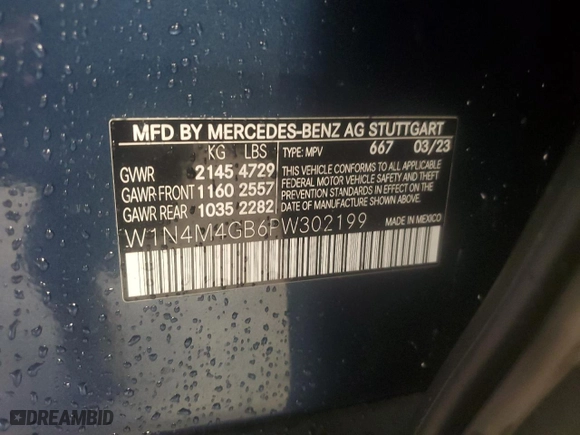 MFD BY MERCEDES-BENZ AG STUTTGART
KG LBS TYPE: MPV 667 03/23
GVWR 2145 4729
GAWR FRONT 1160 2557
GAWR REAR 1035 2282
THIS VEHICLE CONFORMS TO ALL APPLICABLE
FEDERAL MOTOR VEHICLE SAFETY AND THEFT
PREVENTION STANDARDS IN EFFECT ON THE
DATE OF MANUFACTURE SHOWN ABOVE.
MADE IN MEXICO
W1N4M4GB6PW302199
DREAMBID